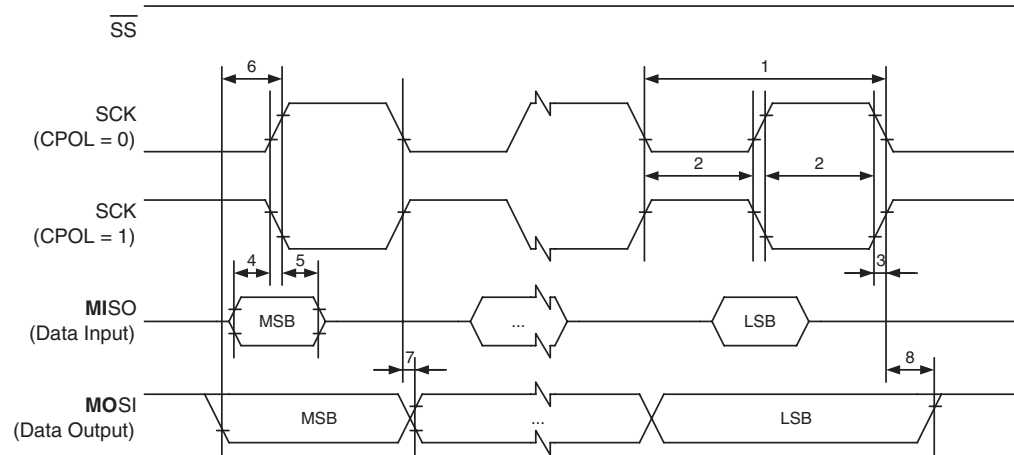 SS
6
1
SCK
(CPOL = 0)
2
2
SCK
(CPOL = 1)
4
5
3
MISO
(Data Input)
MSB
...
LSB
7
8
MOSI
(Data Output)
MSB
...
LSB